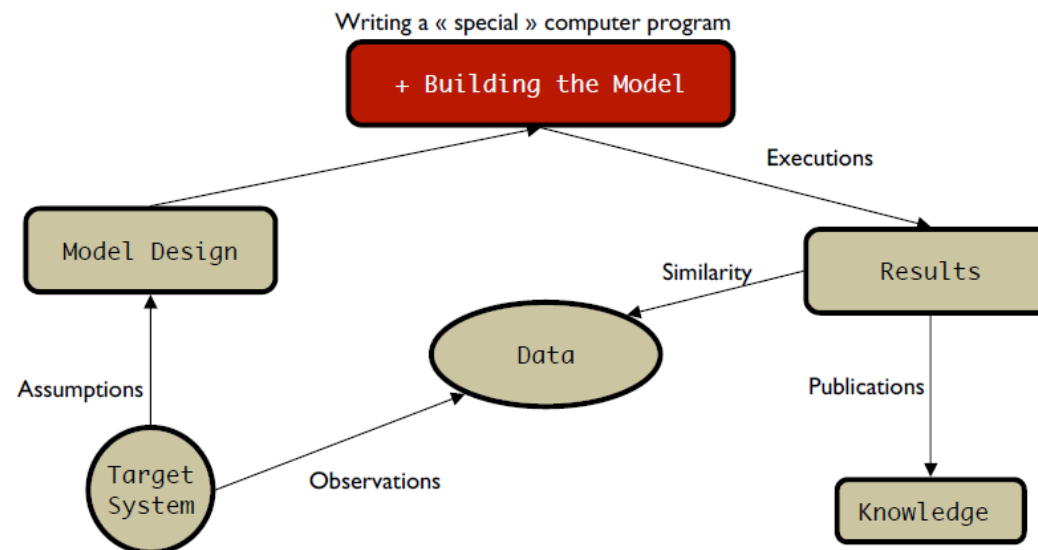 Writing a « special » computer program
+ Building the Model
Executions
Model Design
Results
Similarity
Data
Assumptions
Publications
Target
System
Observations
Knowledge